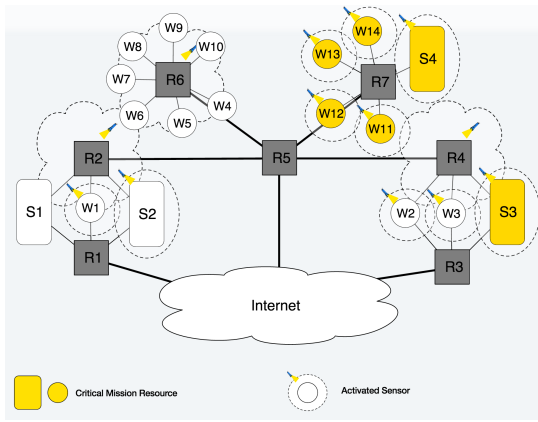 W9
W14
W8
W10
W13
S4
W7
R6
R7
W4
W6
W5
W12
W11
R2
R5
R4
S1
W1
S2
W2
W3
S3
R1
R3
Internet
Critical Mission Resource
Activated Sensor